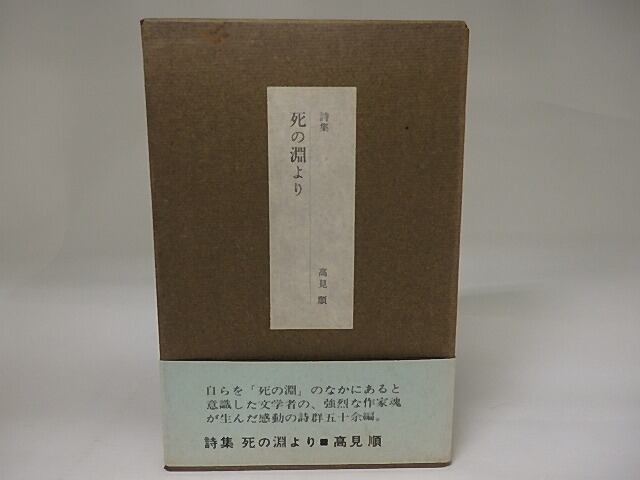 詩集
死の淵より
高見順
自らを「死の淵」のなかにあると
意識した文学者の、強烈な作家魂
が生んだ感動の詩群五十余編。
詩集 死の淵より■高見 順